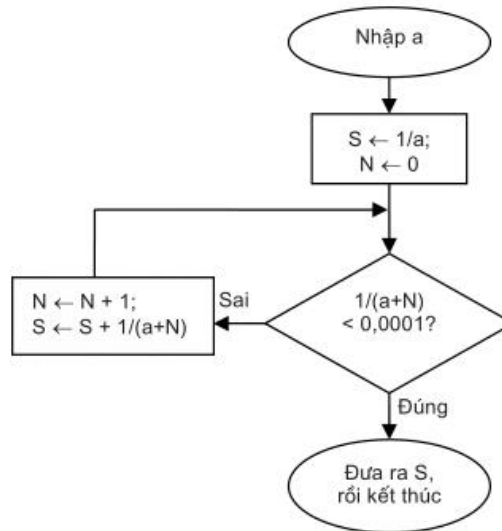 Nhập a
S ← 1/a;
N ← 0
1/(a+N)
< 0,0001?
Sai
N ← N + 1;
S ← S + 1/(a+N)
Đúng
Đưa ra S,
rồi kết thúc